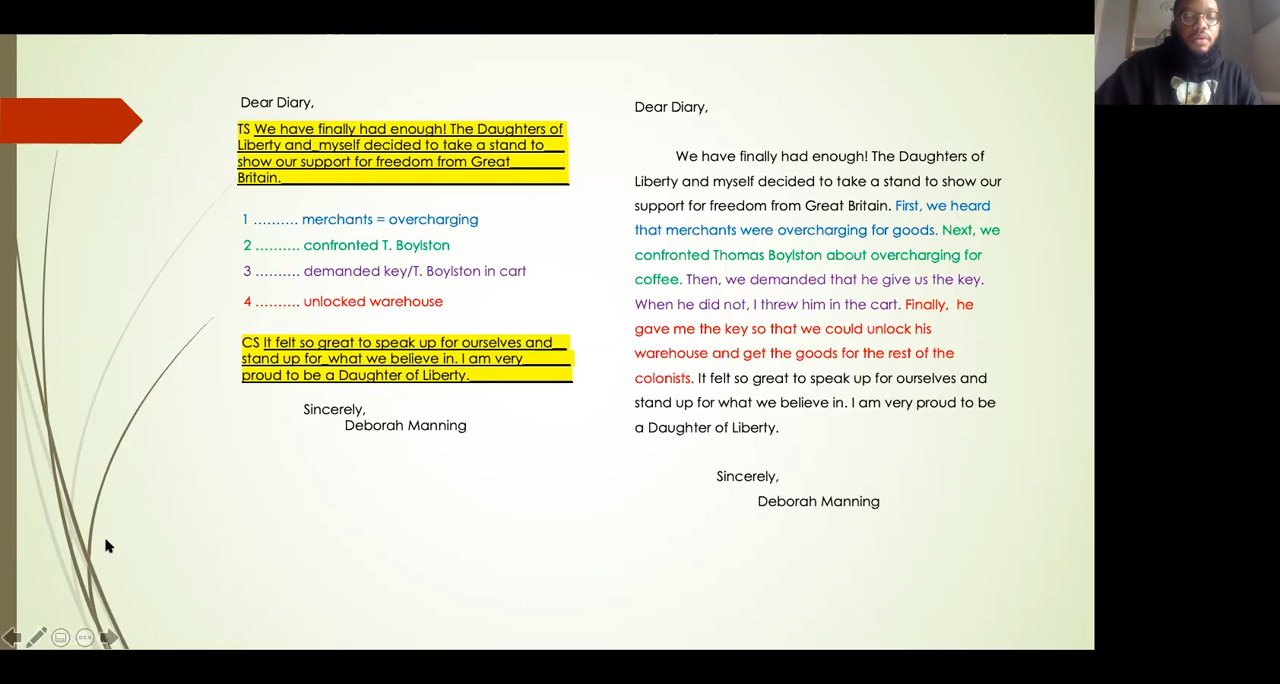 Dear Diary,
TS We have finally had enough! The Daughters of
Liberty and_myself decided to take a stand to___
show our support for freedom from Great________
Britain.___________________________________________
1 .......... merchants = overcharging
2 .......... confronted T. Boylston
3 .......... demanded key/T. Boylston in cart
4 .......... unlocked warehouse
CS It felt so great to speak up for ourselves and__
stand up for_what we believe in. I am very_______
proud to be a Daughter of Liberty._______________
Sincerely,
Deborah Manning
Dear Diary,
We have finally had enough! The Daughters of
Liberty and myself decided to take a stand to show our
support for freedom from Great Britain. First, we heard
that merchants were overcharging for goods. Next, we
confronted Thomas Boylston about overcharging for
coffee. Then, we demanded that he give us the key.
When he did not, I threw him in the cart. Finally,  he
gave me the key so that we could unlock his
warehouse and get the goods for the rest of the
colonists. It felt so great to speak up for ourselves and
stand up for what we believe in. I am very proud to be
a Daughter of Liberty.
Sincerely,
Deborah Manning